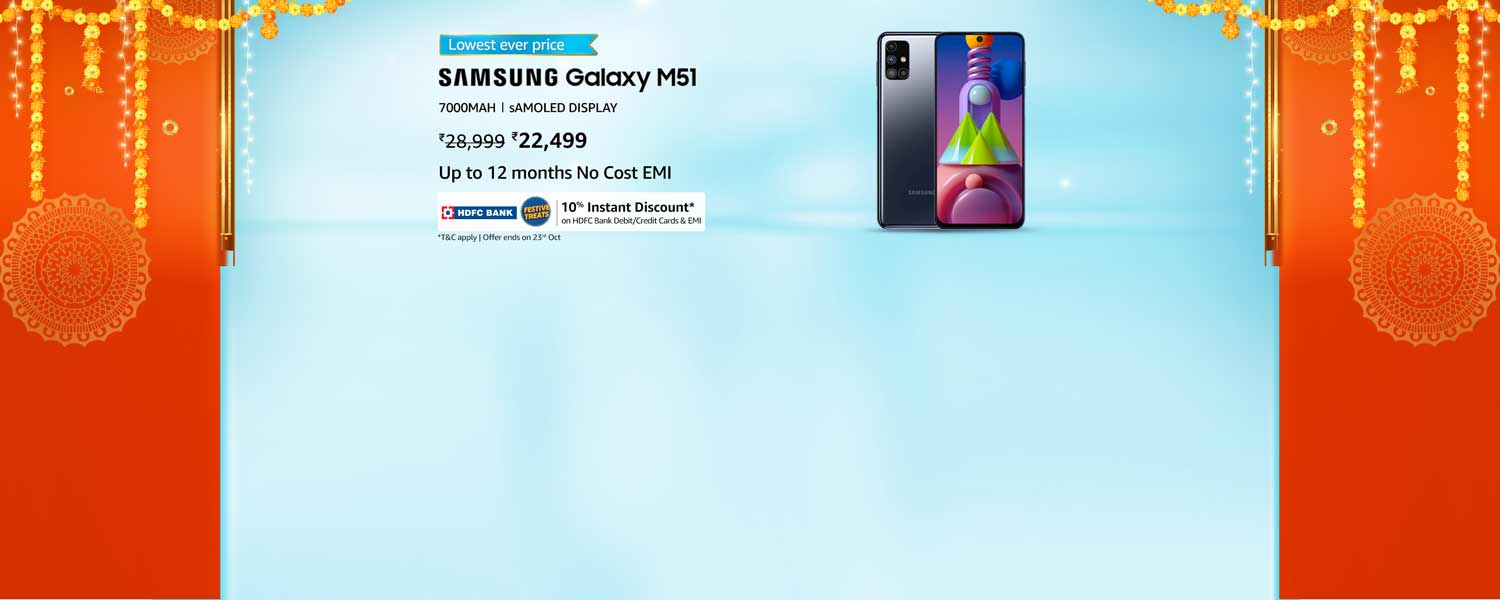 Lowest ever price
SAMSUNG Galaxy M51
7000MAH | sAMOLED DISPLAY
₹28,999 ₹22,499
Up to 12 months No Cost EMI
HDFC BANK FESTIVE TREATS 10% Instant Discount*
on HDFC Bank Debit/Credit Cards & EMI
*T&C apply | Offer ends on 23rd Oct
SAMSUNG